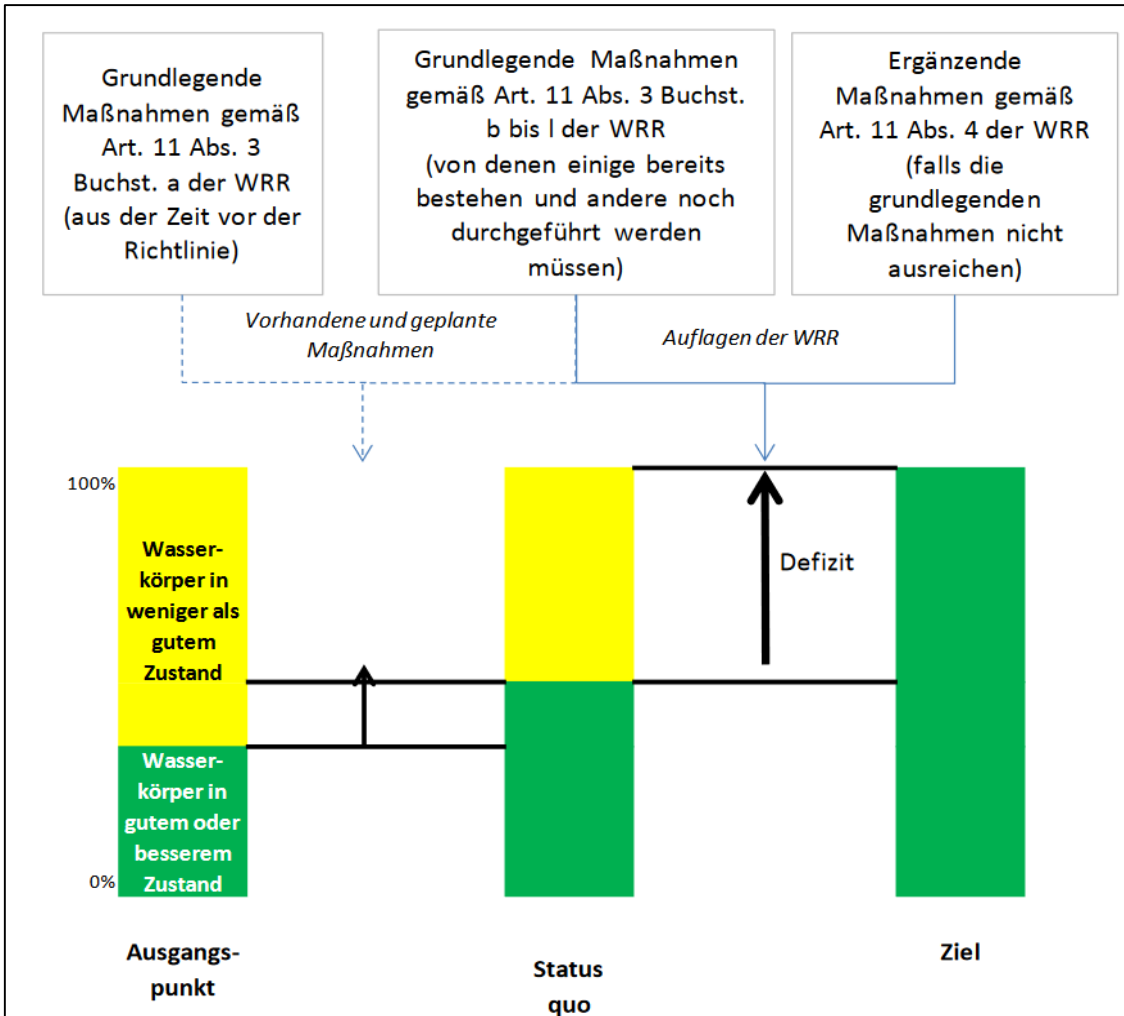 Grundlegende
Maßnahmen gemäß
Art. 11 Abs. 3
Buchst. a der WRR
(aus der Zeit vor der
Richtlinie)
Grundlegende Maßnahmen
gemäß Art. 11 Abs. 3 Buchst.
b bis l der WRR
(von denen einige bereits
bestehen und andere noch
durchgeführt werden
müssen)
Ergänzende
Maßnahmen gemäß
Art. 11 Abs. 4 der WRR
(falls die
grundlegenden
Maßnahmen nicht
ausreichen)
Vorhandene und geplante
Maßnahmen
Auflagen der WRR
100%
Wasser-
körper in
weniger als
gutem
Zustand
Defizit
Wasser-
körper in
gutem oder
besserem
Zustand
0%
Ausgangs-
punkt
Status
quo
Ziel